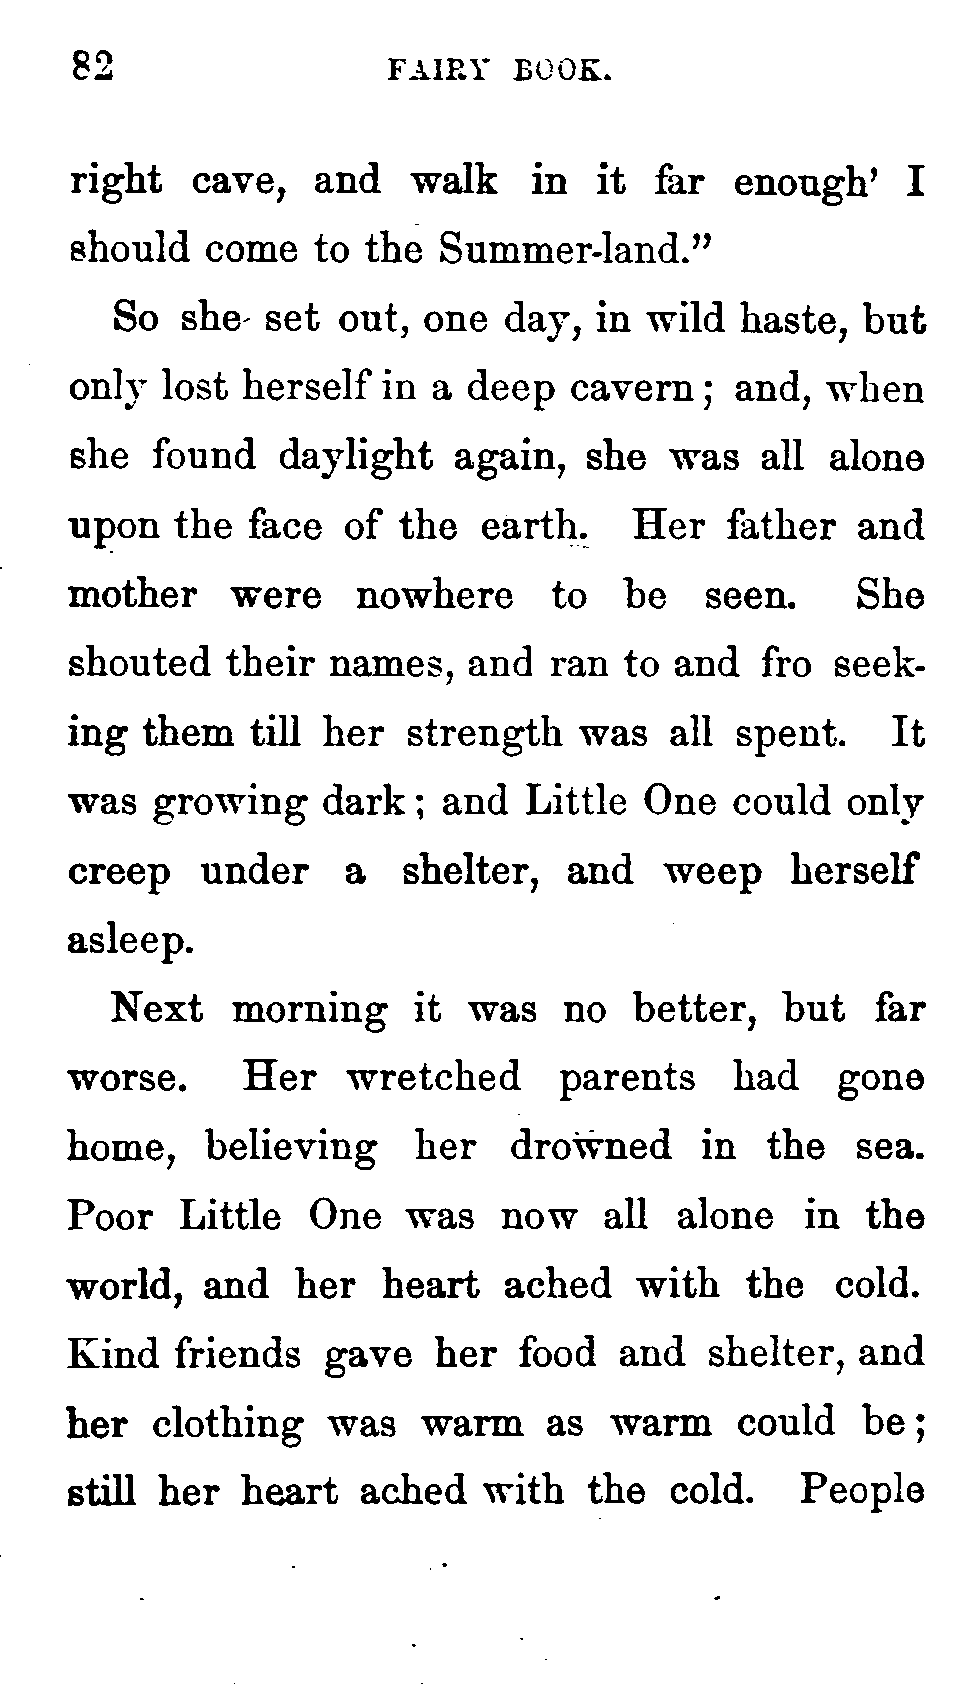 82 FAIRY BOOK.
right cave, and walk in it far enough' I
should come to the Summer-land."
So she set out, one day, in wild haste, but
only lost herself in a deep cavern; and, when
she found daylight again, she was all alone
upon the face of the earth. Her father and
mother were nowhere to be seen. She
shouted their names, and ran to and fro seek-
ing them till her strength was all spent. It
was growing dark; and Little One could only
creep under a shelter, and weep herself
asleep.
Next morning it was no better, but far
worse. Her wretched parents had gone
home, believing her drowned in the sea.
Poor Little One was now all alone in the
world, and her heart ached with the cold.
Kind friends gave her food and shelter, and
her clothing was warm as warm could be;
still her heart ached with the cold. People